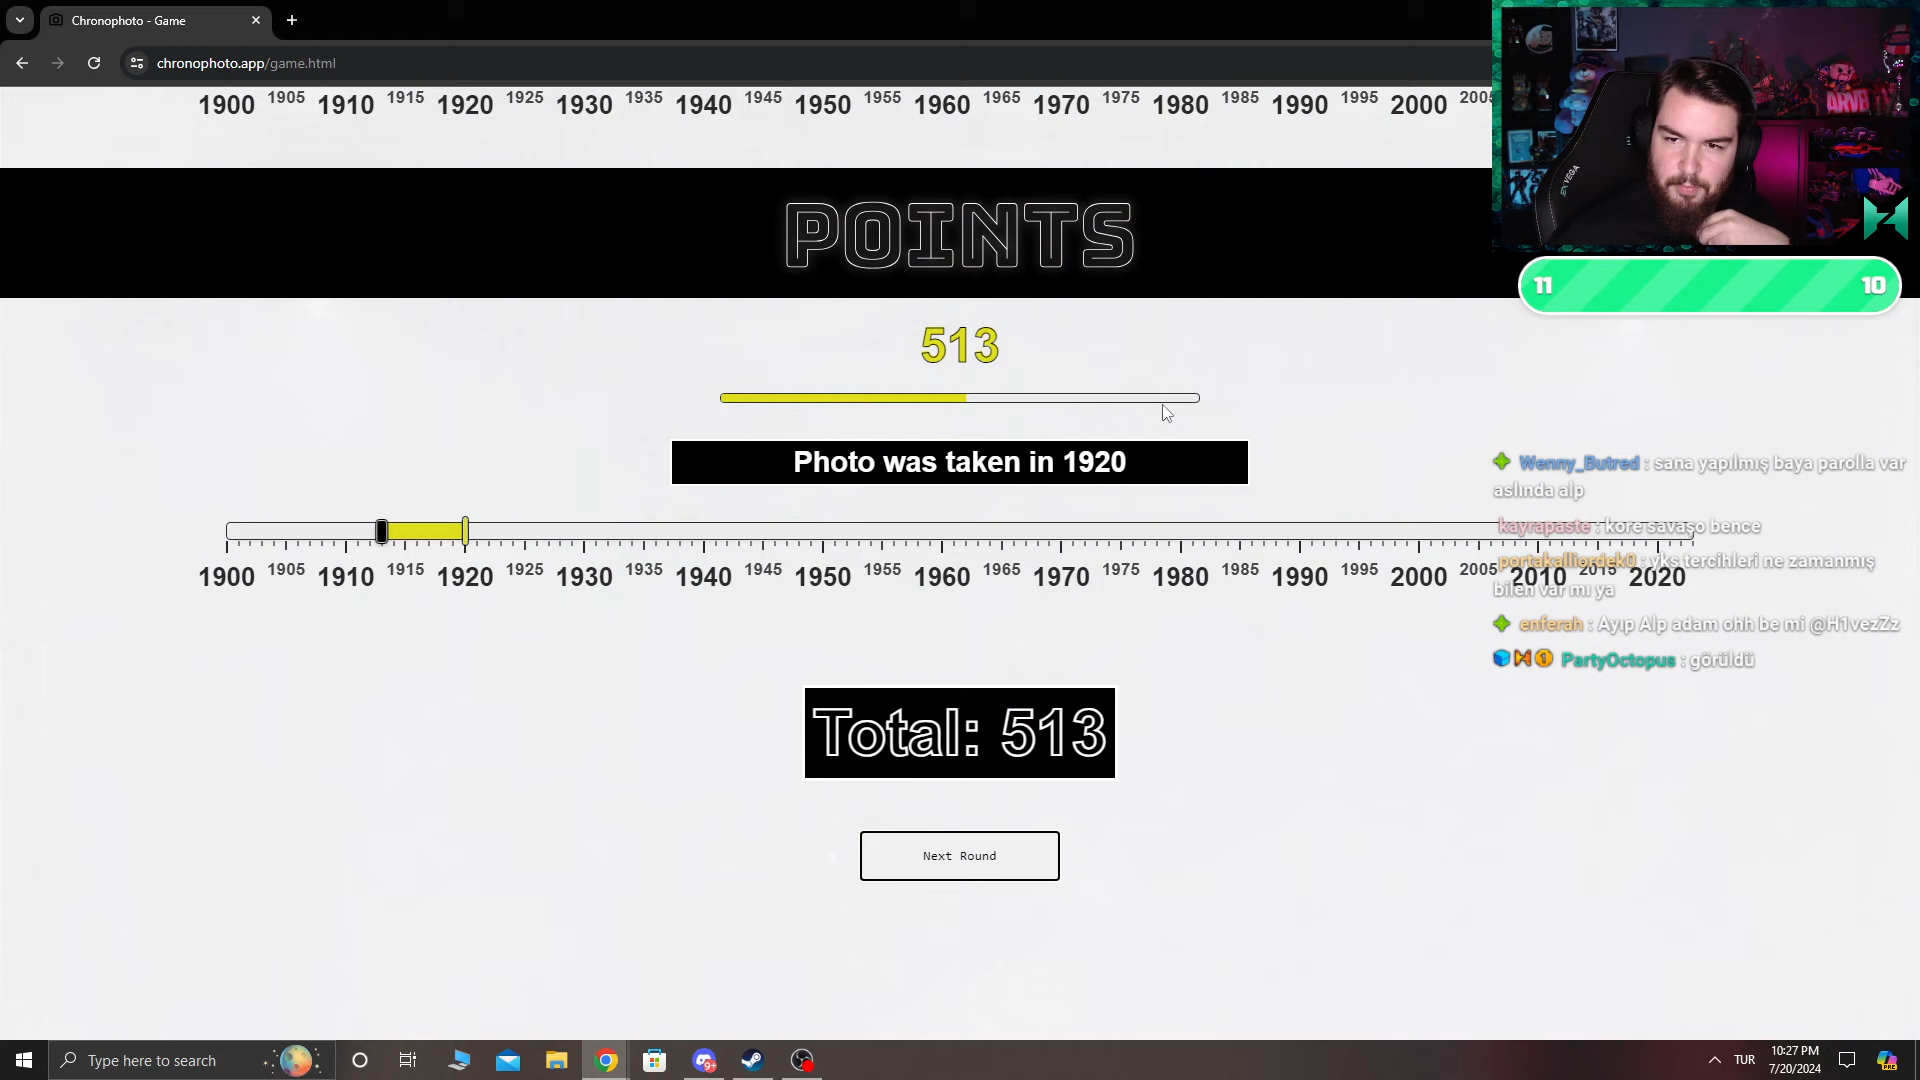 Chronophoto - Game
chronophoto.app/game.html
1900 1905 1910 1915 1920 1925 1930 1935 1940 1945 1950 1955 1960 1965 1970 1975 1980 1985 1990 1995 2000 2005
POINTS
11 10
513
Photo was taken in 1920
1900 1905 1910 1915 1920 1925 1930 1935 1940 1945 1950 1955 1960 1965 1970 1975 1980 1985 1990 1995 2000 2005 2010 2015 2020
Wenny_Butred : sana yapılmış baya parolla var
aslında alp
kayrapaste : kore savaşo bence
portakalliordek0 : yks tercihleri ne zamanmış
bilen var mı ya
enferah : Ayıp Alp adam ohh be mi @H1vezZz
PartyOctopus : görüldü
Total: 513
Next Round
Type here to search
9+
TUR
10:27 PM
7/20/2024
PRE